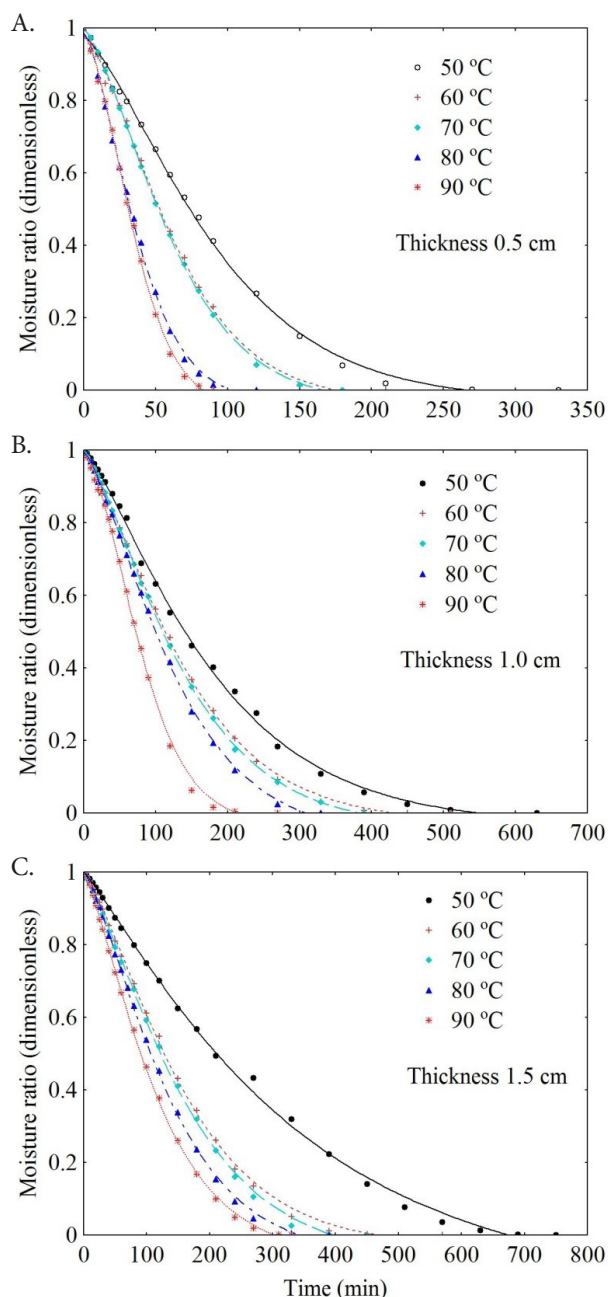 A.
Moisture ratio (dimensionless)
1
0.8
0.6
0.4
0.2
0
50 ºC
60 ºC
70 ºC
80 ºC
90 ºC
Thickness 0.5 cm
0 50 100 150 200 250 300 350
B.
Moisture ratio (dimensionless)
1
0.8
0.6
0.4
0.2
0
50 ºC
60 ºC
70 ºC
80 ºC
90 ºC
Thickness 1.0 cm
0 100 200 300 400 500 600 700
C.
Moisture ratio (dimensionless)
1
0.8
0.6
0.4
0.2
0
50 ºC
60 ºC
70 ºC
80 ºC
90 ºC
Thickness 1.5 cm
0 100 200 300 400 500 600 700 800
Time (min)